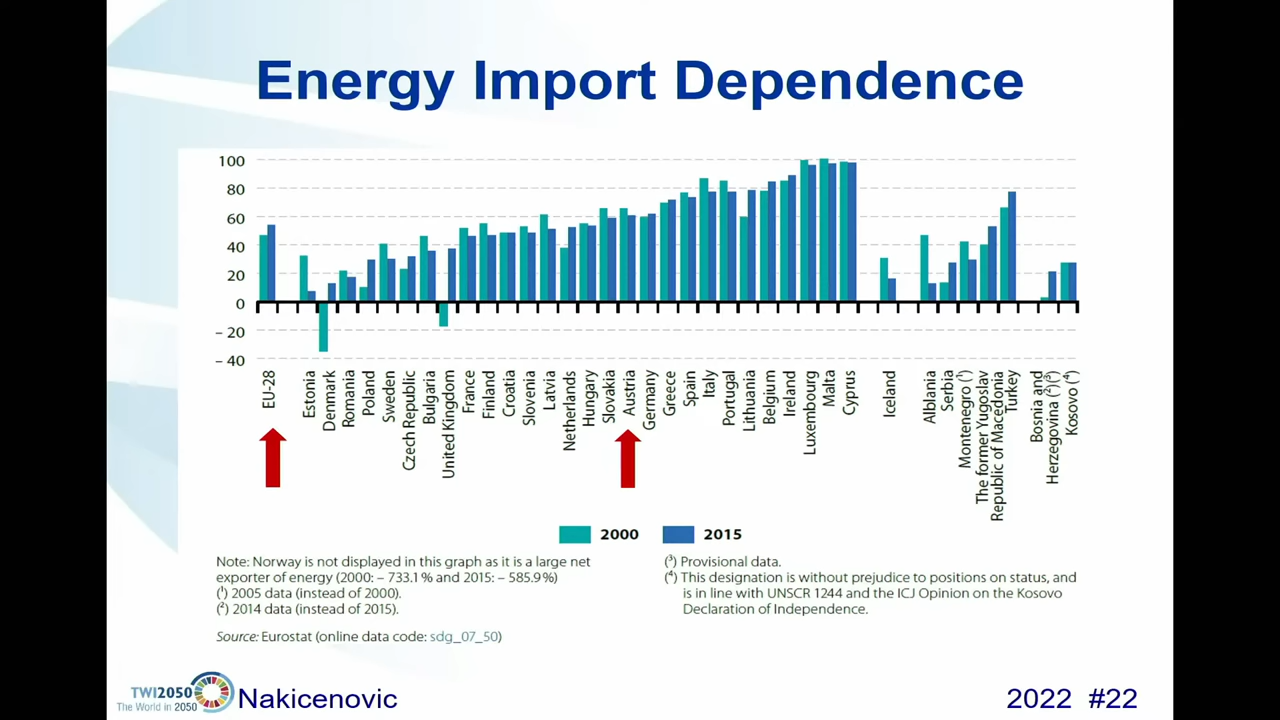 Energy Import Dependence
100
80
60
40
20
0
– 20
– 40
EU-28
Estonia
Denmark
Romania
Poland
Sweden
Czech Republic
Bulgaria
United Kingdom
France
Finland
Croatia
Slovenia
Latvia
Netherlands
Hungary
Slovakia
Austria
Germany
Greece
Spain
Italy
Portugal
Lithuania
Belgium
Ireland
Luxembourg
Malta
Cyprus
Iceland
Alblania
Serbia
Montenegro (¹)
The former Yugoslav
Republic of Macedonia
Turkey
Bosnia and
Herzegovina (²)(³)
Kosovo (⁴)
2000
2015
Note: Norway is not displayed in this graph as it is a large net
exporter of energy (2000: – 733.1 % and 2015: – 585.9 %)
(¹) 2005 data (instead of 2000).
(²) 2014 data (instead of 2015).
(³) Provisional data.
(⁴) This designation is without prejudice to positions on status, and
is in line with UNSCR 1244 and the ICJ Opinion on the Kosovo
Declaration of Independence.
Source: Eurostat (online data code: sdg_07_50)
TWI2050
The World in 2050
Nakicenovic
2022 #22